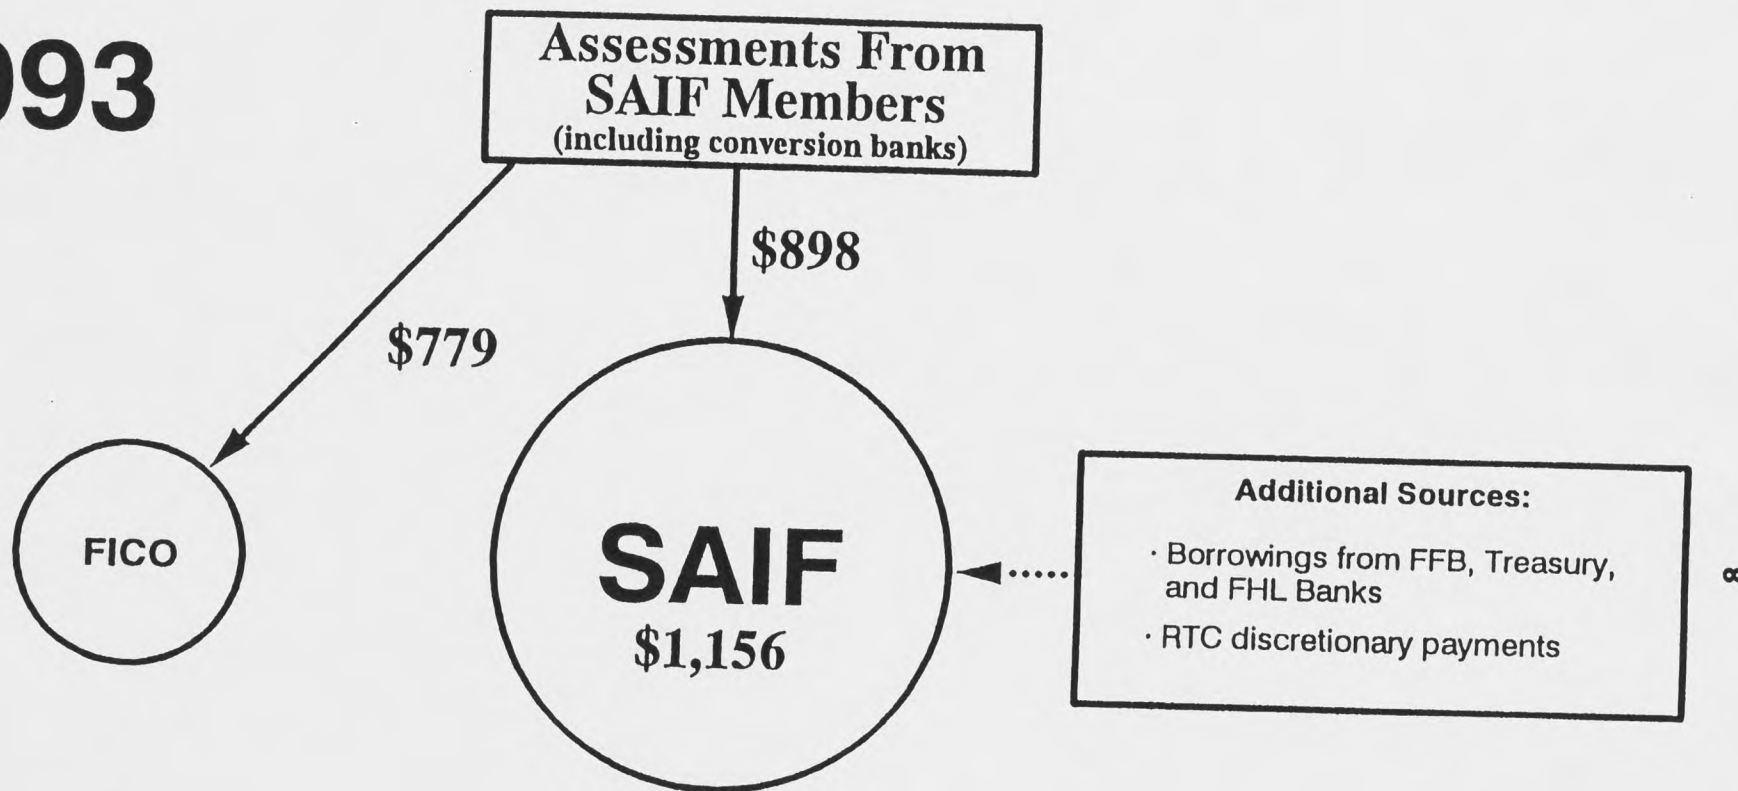 993
Assessments From
SAIF Members
(including conversion banks)
$898
$779
FICO
SAIF
$1,156
Additional Sources:
· Borrowings from FFB, Treasury,
and FHL Banks
· RTC discretionary payments